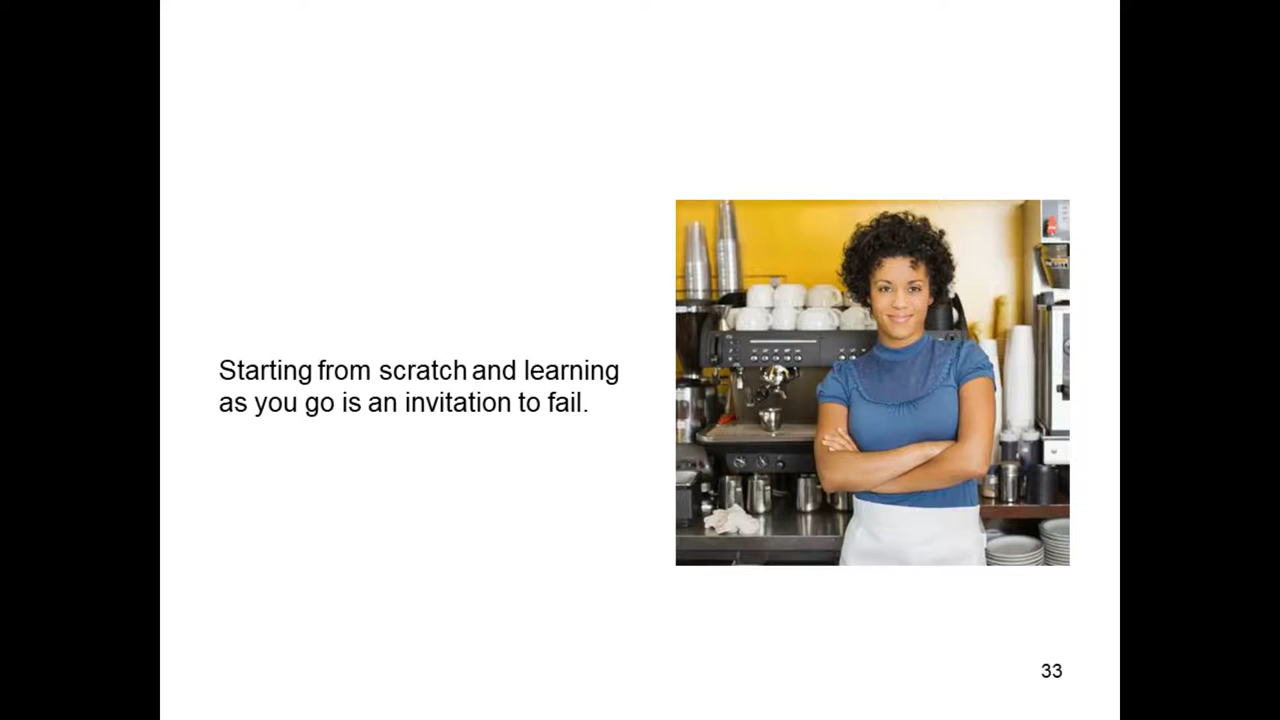 Starting from scratch and learning
as you go is an invitation to fail.
33